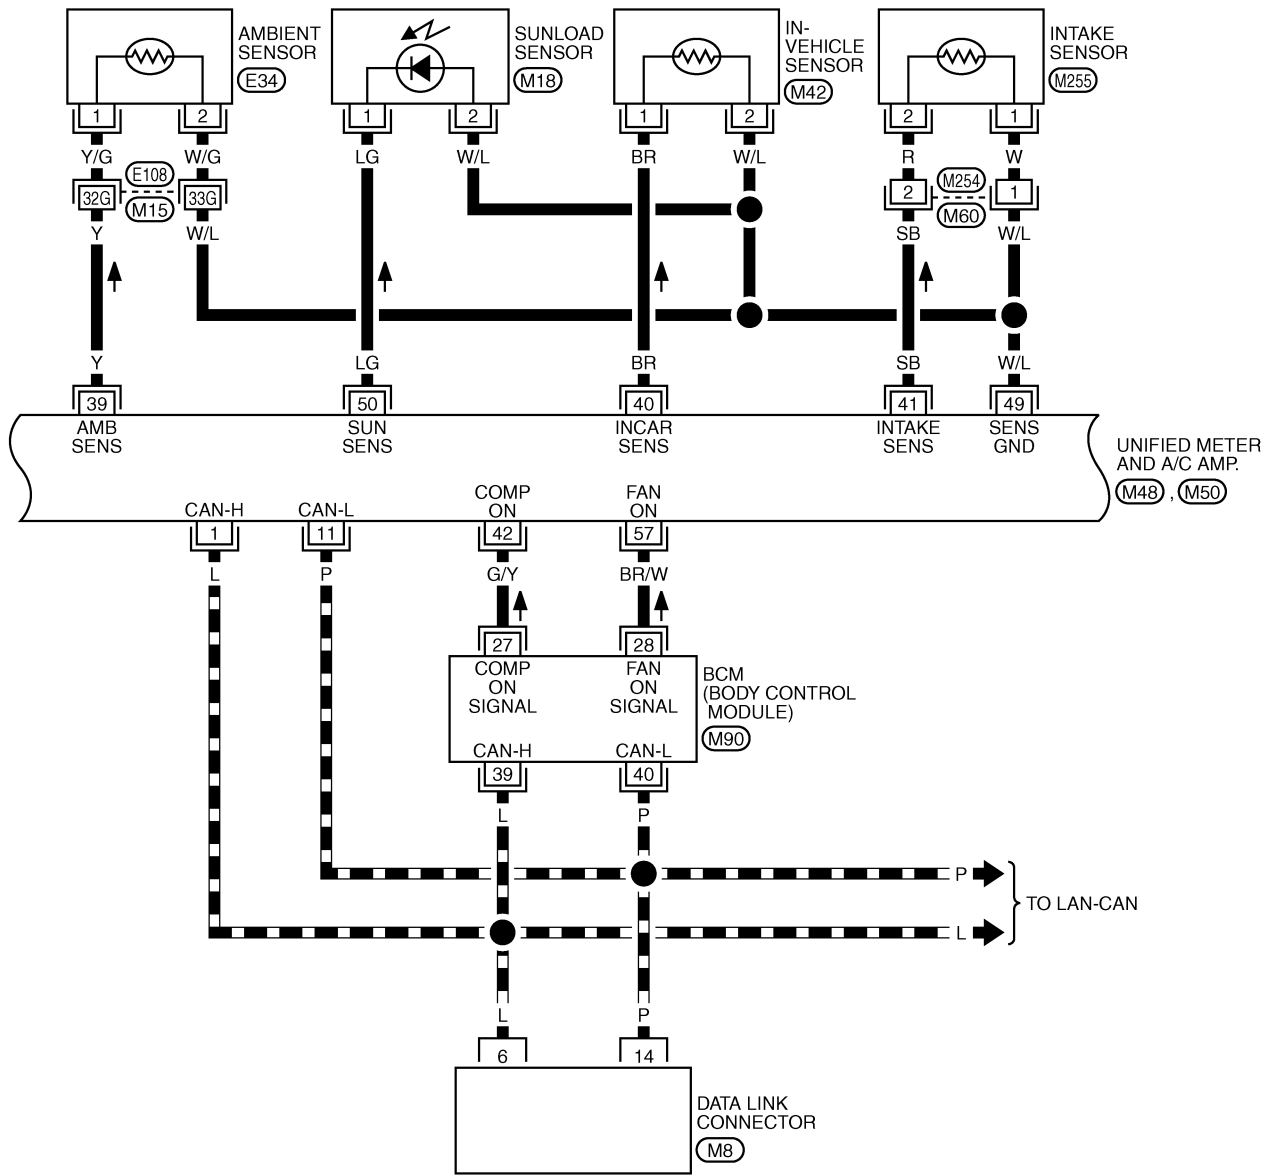 AMBIENT
SENSOR
E34
SUNLOAD
SENSOR
M18
IN-
VEHICLE
SENSOR
M42
INTAKE
SENSOR
M255
1 2 1 2 1 2 2 1
Y/G W/G LG W/L BR W/L R W
E108
32G 33G
M15
M254
2 1
M60
Y W/L SB W/L
Y LG BR SB W/L
39 50 40 41 49
AMB
SENS
SUN
SENS
INCAR
SENS
INTAKE
SENS
SENS
GND
UNIFIED METER
AND A/C AMP.
M48 , M50
CAN-H CAN-L
COMP
ON
FAN
ON
1 11 42 57
L P G/Y BR/W
27 28
COMP
ON
SIGNAL
FAN
ON
SIGNAL
BCM
(BODY CONTROL
MODULE)
M90
CAN-H CAN-L
39 40
L P
P
TO LAN-CAN
L
L P
6 14
DATA LINK
CONNECTOR
M8